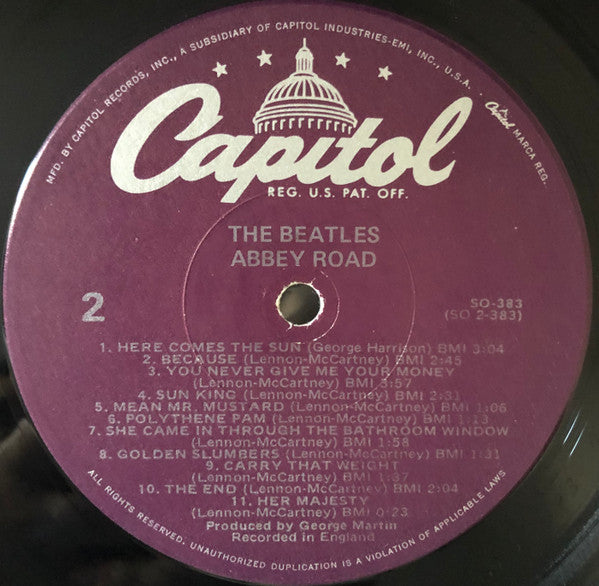 MFD. BY CAPITOL RECORDS, INC., A SUBSIDIARY OF CAPITOL INDUSTRIES-EMI, INC., U.S.A.
Capitol MARCA REG.
Capitol
REG. U.S. PAT. OFF.
THE BEATLES
ABBEY ROAD
2
SO-383
(SO 2-383)
1. HERE COMES THE SUN (George Harrison) BMI 3:04
2. BECAUSE (Lennon-McCartney) BMI 2:45
3. YOU NEVER GIVE ME YOUR MONEY
(Lennon-McCartney) BMI 3:57
4. SUN KING (Lennon-McCartney) BMI 2:31
5. MEAN MR. MUSTARD (Lennon-McCartney) BMI 1:06
6. POLYTHENE PAM (Lennon-McCartney) BMI 1:13
7. SHE CAME IN THROUGH THE BATHROOM WINDOW
(Lennon-McCartney) BMI 1:58
8. GOLDEN SLUMBERS (Lennon-McCartney) BMI 1:31
9. CARRY THAT WEIGHT
(Lennon-McCartney) BMI 1:37
10. THE END (Lennon-McCartney) BMI 2:04
11. HER MAJESTY
(Lennon-McCartney) BMI 0:23
Produced by George Martin
Recorded in England
ALL RIGHTS RESERVED. UNAUTHORIZED DUPLICATION IS A VIOLATION OF APPLICABLE LAWS